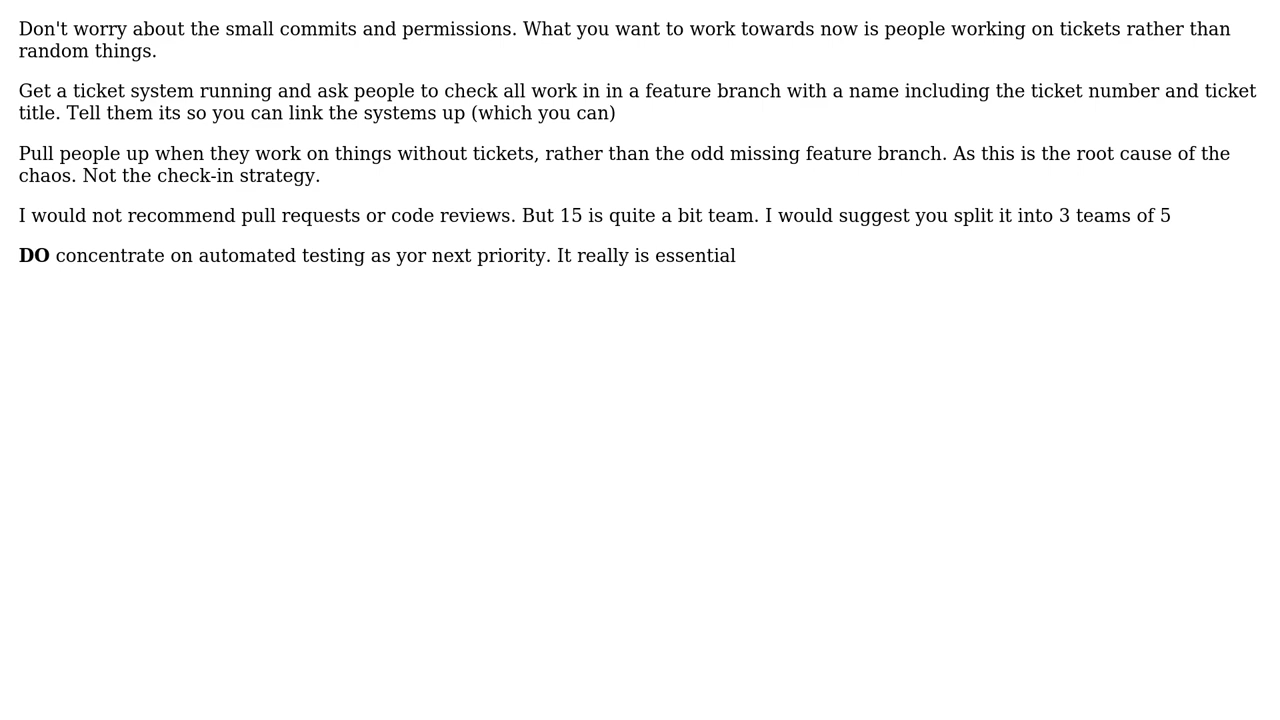 Don't worry about the small commits and permissions. What you want to work towards now is people working on tickets rather than
random things.
Get a ticket system running and ask people to check all work in in a feature branch with a name including the ticket number and ticket
title. Tell them its so you can link the systems up (which you can)
Pull people up when they work on things without tickets, rather than the odd missing feature branch. As this is the root cause of the
chaos. Not the check-in strategy.
I would not recommend pull requests or code reviews. But 15 is quite a bit team. I would suggest you split it into 3 teams of 5
DO concentrate on automated testing as yor next priority. It really is essential